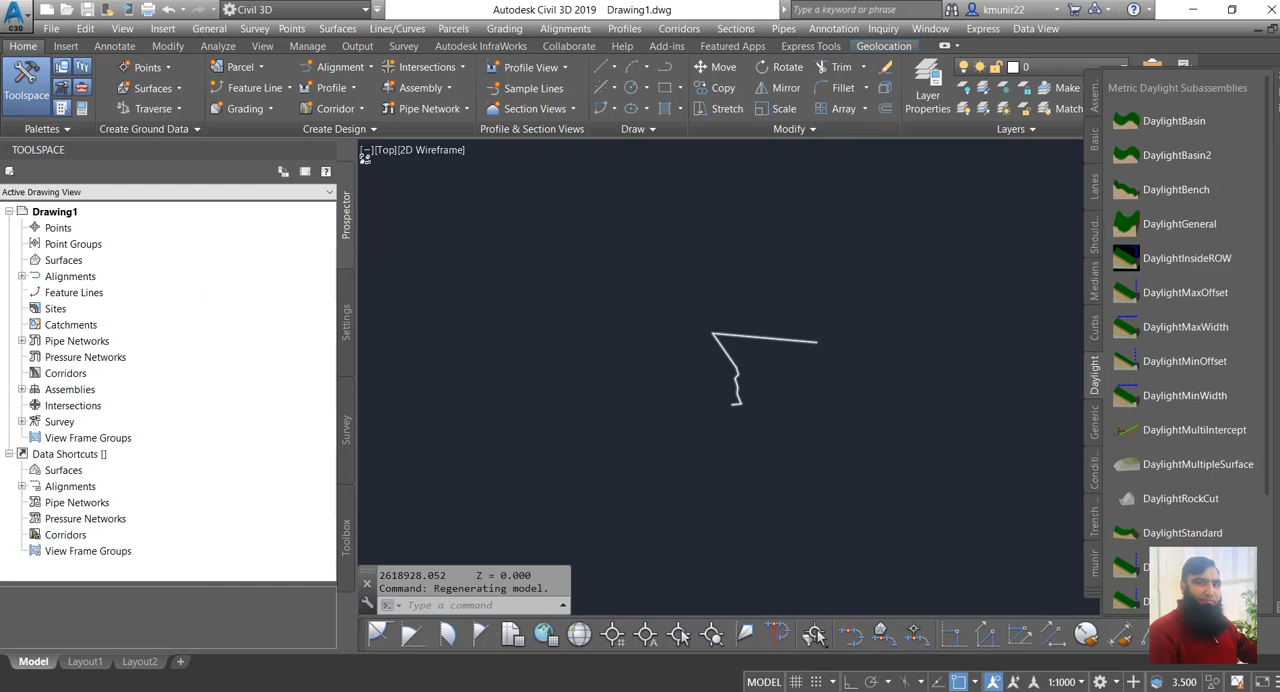 A C3D Civil 3D Autodesk Civil 3D 2019 Drawing1.dwg Type a keyword or phrase kmunir22
File Edit View Insert General Survey Points Surfaces Lines/Curves Parcels Grading Alignments Profiles Corridors Sections Pipes Annotation Inquiry Window Express Data View
Home Insert Annotate Modify Analyze View Manage Output Survey Autodesk InfraWorks Collaborate Help Add-ins Featured Apps Express Tools Geolocation
Toolspace Points Parcel Alignment Intersections Profile View Move Rotate Trim 0
Surfaces Feature Line Profile Assembly Sample Lines Copy Mirror Fillet Layer Properties Make
Traverse Grading Corridor Pipe Network Section Views Stretch Scale Array Match
Palettes Create Ground Data Create Design Profile & Section Views Draw Modify Layers
TOOLSPACE
Active Drawing View
Drawing1
Points
Point Groups
Surfaces
Alignments
Feature Lines
Sites
Catchments
Pipe Networks
Pressure Networks
Corridors
Assemblies
Intersections
Survey
View Frame Groups
Data Shortcuts []
Surfaces
Alignments
Pipe Networks
Pressure Networks
Corridors
View Frame Groups
Prospector
Settings
Survey
Toolbox
[−][Top][2D Wireframe]
2618928.052 Z = 0.000
Command: Regenerating model.
Type a command
Assem...
Basic
Lanes
Should...
Medians
Curbs
Daylight
Generic
Conditi...
Trench ...
munir
Metric Daylight Subassemblies
DaylightBasin
DaylightBasin2
DaylightBench
DaylightGeneral
DaylightInsideROW
DaylightMaxOffset
DaylightMaxWidth
DaylightMinOffset
DaylightMinWidth
DaylightMultiIntercept
DaylightMultipleSurface
DaylightRockCut
DaylightStandard
Model Layout1 Layout2 +
MODEL 1:1000 3.500